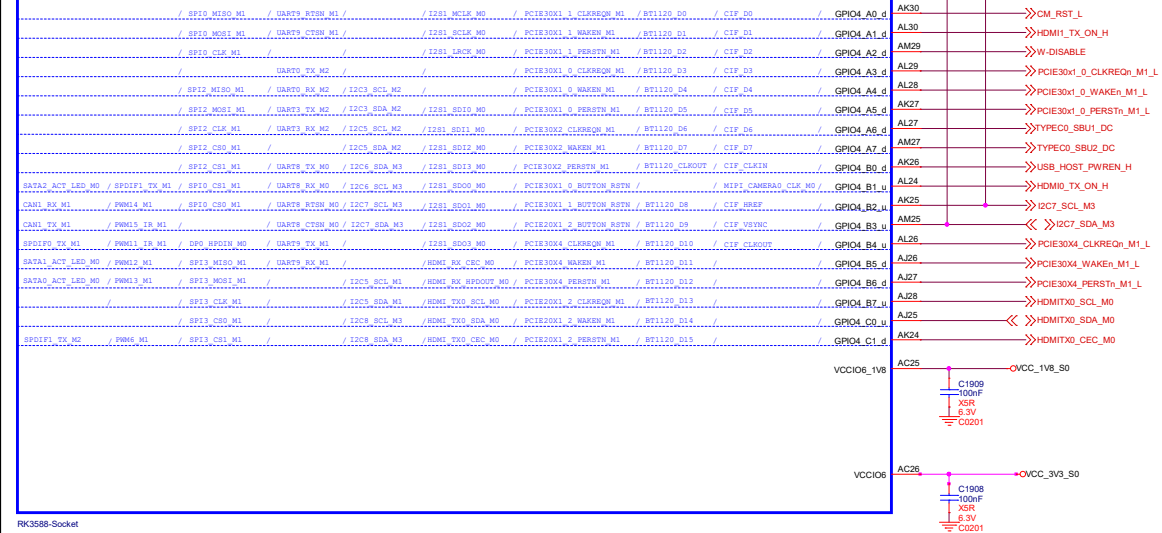 / SPI0_MISO_M1 / UART9_RTSN_M1 / / I2S1_MCLK_M0 / PCIE30X1_1_CLKREQN_M1 / BT1120_D0 / CIF_D0 / GPIO4_A0_d AK30 CM_RST_L
/ SPI0_MOSI_M1 / UART9_CTSN_M1 / / I2S1_SCLK_M0 / PCIE30X1_1_WAKEN_M1 / BT1120_D1 / CIF_D1 / GPIO4_A1_d AL30 HDMI1_TX_ON_H
/ SPI0_CLK_M1 / / / I2S1_LRCK_M0 / PCIE30X1_1_PERSTN_M1 / BT1120_D2 / CIF_D2 / GPIO4_A2_d AM29 W-DISABLE
/ UART0_TX_M2 / / PCIE30X1_0_CLKREQN_M1 / BT1120_D3 / CIF_D3 / GPIO4_A3_d AL29 PCIE30x1_0_CLKREQn_M1_L
/ SPI2_MISO_M1 / UART0_RX_M2 / I2C3_SCL_M2 / / PCIE30X1_0_WAKEN_M1 / BT1120_D4 / CIF_D4 / GPIO4_A4_d AL28 PCIE30x1_0_WAKEn_M1_L
/ SPI2_MOSI_M1 / UART3_TX_M2 / I2C3_SDA_M2 / I2S1_SDI0_M0 / PCIE30X1_0_PERSTN_M1 / BT1120_D5 / CIF_D5 / GPIO4_A5_d AK27 PCIE30x1_0_PERSTn_M1_L
/ SPI2_CLK_M1 / UART3_RX_M2 / I2C5_SCL_M2 / I2S1_SDI1_M0 / PCIE30X2_CLKREQN_M1 / BT1120_D6 / CIF_D6 / GPIO4_A6_d AL27 TYPEC0_SBU1_DC
/ SPI2_CS0_M1 / / I2C5_SDA_M2 / I2S1_SDI2_M0 / PCIE30X2_WAKEN_M1 / BT1120_D7 / CIF_D7 / GPIO4_A7_d AM27 TYPEC0_SBU2_DC
/ SPI2_CS1_M1 / UART8_TX_M0 / I2C6_SDA_M3 / I2S1_SDI3_M0 / PCIE30X2_PERSTN_M1 / BT1120_CLKOUT / CIF_CLKIN / GPIO4_B0_d AK26 USB_HOST_PWREN_H
SATA2_ACT_LED_M0 / SPDIF1_TX_M1 / SPI0_CS1_M1 / UART8_RX_M0 / I2C6_SCL_M3 / I2S1_SDO0_M0 / PCIE30X1_0_BUTTON_RSTN / / MIPI_CAMERA0_CLK_M0 / GPIO4_B1_u AL24 HDMI0_TX_ON_H
CAN1_RX_M1 / PWM14_M1 / SPI0_CS0_M1 / UART8_RTSN_M0 / I2C7_SCL_M3 / I2S1_SDO1_M0 / PCIE30X1_1_BUTTON_RSTN / BT1120_D8 / CIF_HREF / GPIO4_B2_u AK25 I2C7_SCL_M3
CAN1_TX_M1 / PWM15_IR_M1 / / UART8_CTSN_M0 / I2C7_SDA_M3 / I2S1_SDO2_M0 / PCIE20X1_2_BUTTON_RSTN / BT1120_D9 / CIF_VSYNC / GPIO4_B3_u AM25 I2C7_SDA_M3
SPDIF0_TX_M1 / PWM11_IR_M1 / DP0_HPDIN_M0 / UART9_TX_M1 / / I2S1_SDO3_M0 / PCIE30X4_CLKREQN_M1 / BT1120_D10 / CIF_CLKOUT / GPIO4_B4_u AL26 PCIE30X4_CLKREQn_M1_L
SATA1_ACT_LED_M0 / PWM12_M1 / SPI3_MISO_M1 / UART9_RX_M1 / /HDMI_RX_CEC_M0 / PCIE30X4_WAKEN_M1 / BT1120_D11 / / GPIO4_B5_d AJ26 PCIE30X4_WAKEn_M1_L
SATA0_ACT_LED_M0 / PWM13_M1 / SPI3_MOSI_M1 / / I2C5_SCL_M1 /HDMI_RX_HPDOUT_M0 / PCIE30X4_PERSTN_M1 / BT1120_D12 / / GPIO4_B6_d AJ27 PCIE30X4_PERSTn_M1_L
/ SPI3_CLK_M1 / / I2C5_SDA_M1 /HDMI_TX0_SCL_M0 / PCIE20X1_2_CLKREQN_M1 / BT1120_D13 / / GPIO4_B7_u AJ28 HDMITX0_SCL_M0
/ SPI3_CS0_M1 / / I2C8_SCL_M3 /HDMI_TX0_SDA_M0 / PCIE20X1_2_WAKEN_M1 / BT1120_D14 / / GPIO4_C0_u AJ25 HDMITX0_SDA_M0
SPDIF1_TX_M2 / PWM6_M1 / SPI3_CS1_M1 / / I2C8_SDA_M3 /HDMI_TX0_CEC_M0 / PCIE20X1_2_PERSTN_M1 / BT1120_D15 / / GPIO4_C1_d AK24 HDMITX0_CEC_M0
VCCIO6_1V8 AC25 VCC_1V8_S0
C1909
100nF
X5R
6.3V
C0201
VCCIO6 AC26 VCC_3V3_S0
C1908
100nF
X5R
6.3V
C0201
RK3588-Socket